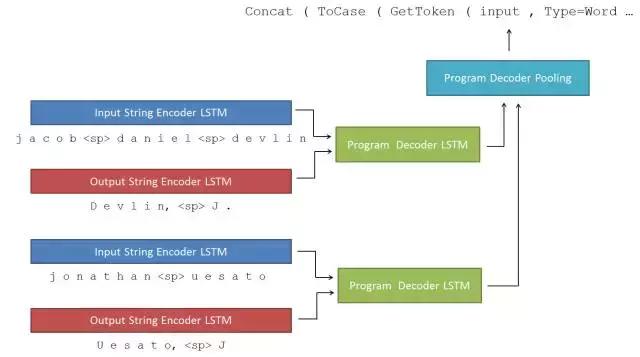 Concat ( ToCase ( GetToken ( input , Type=Word …
Program Decoder Pooling
Input String Encoder LSTM
j a c o b <sp> d a n i e l <sp> d e v l i n
Program Decoder LSTM
Output String Encoder LSTM
D e v l i n, <sp> J .
Input String Encoder LSTM
j o n a t h a n <sp> u e s a t o
Program Decoder LSTM
Output String Encoder LSTM
U e s a t o, <sp> J